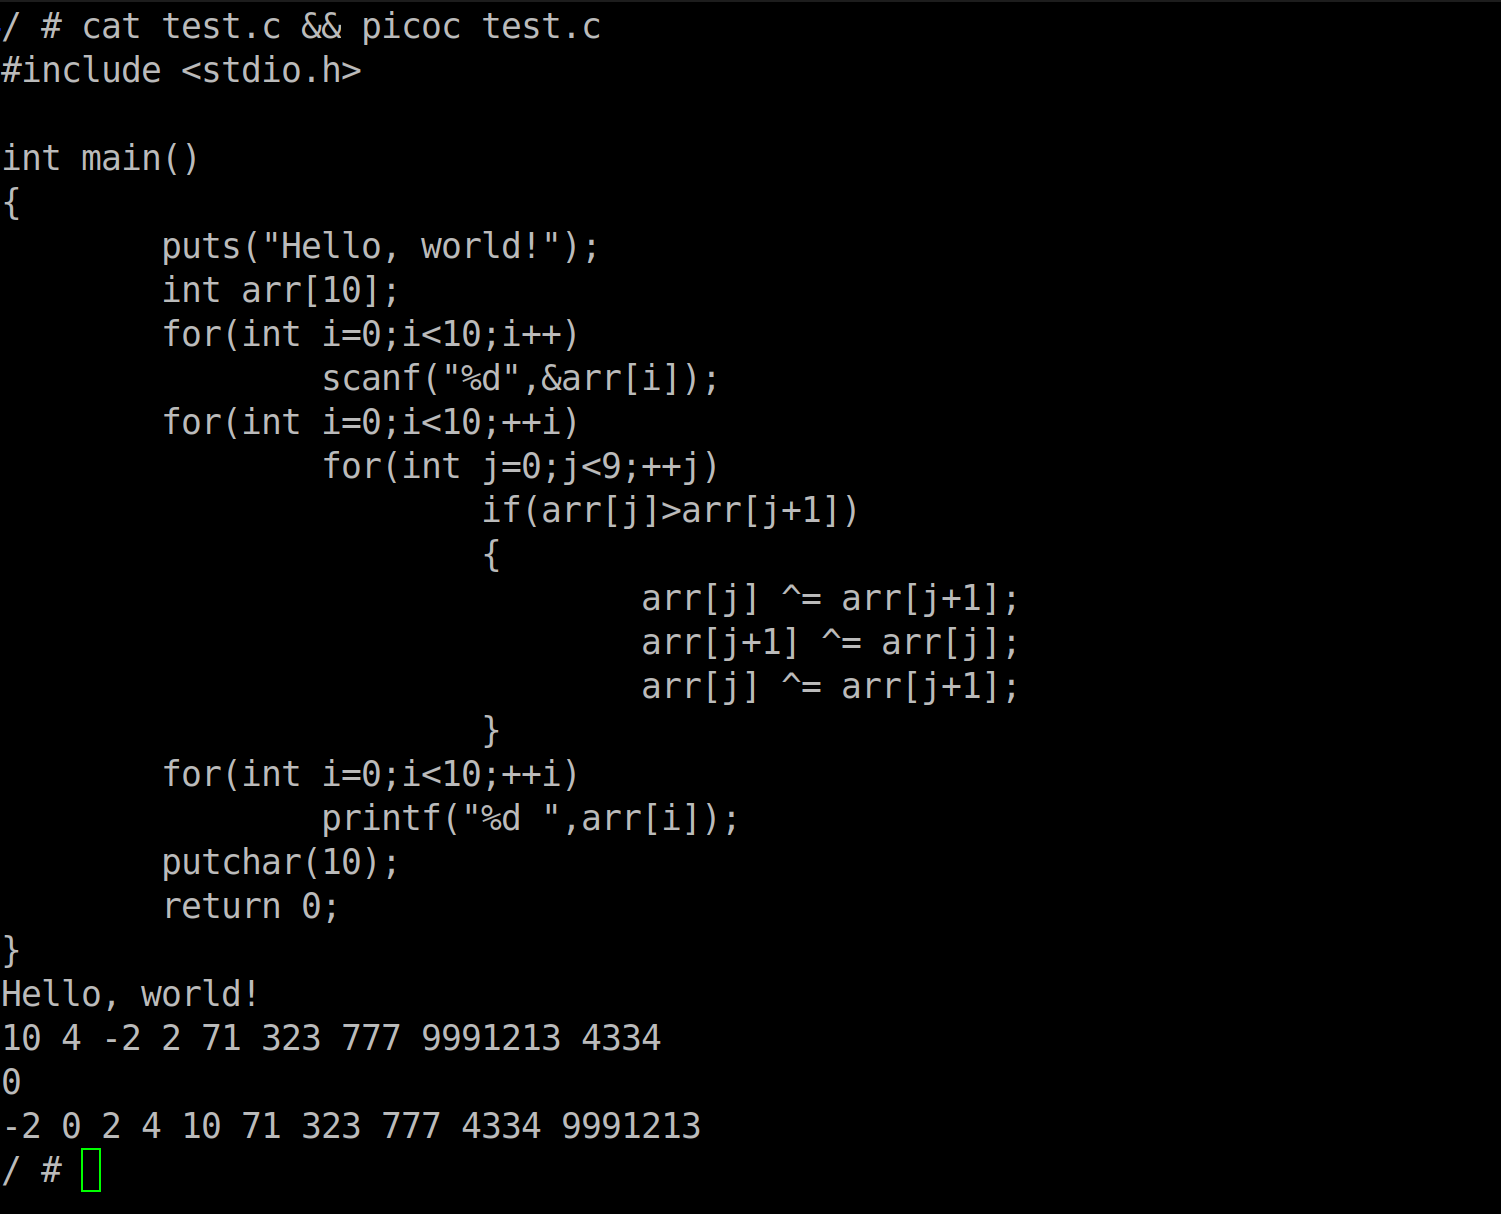 / # cat test.c && picoc test.c
#include <stdio.h>

int main()
{
        puts("Hello, world!");
        int arr[10];
        for(int i=0;i<10;i++)
                scanf("%d",&arr[i]);
        for(int i=0;i<10;++i)
                for(int j=0;j<9;++j)
                        if(arr[j]>arr[j+1])
                        {
                                arr[j] ^= arr[j+1];
                                arr[j+1] ^= arr[j];
                                arr[j] ^= arr[j+1];
                        }
        for(int i=0;i<10;++i)
                printf("%d ",arr[i]);
        putchar(10);
        return 0;
}
Hello, world!
10 4 -2 2 71 323 777 9991213 4334
0
-2 0 2 4 10 71 323 777 4334 9991213
/ #